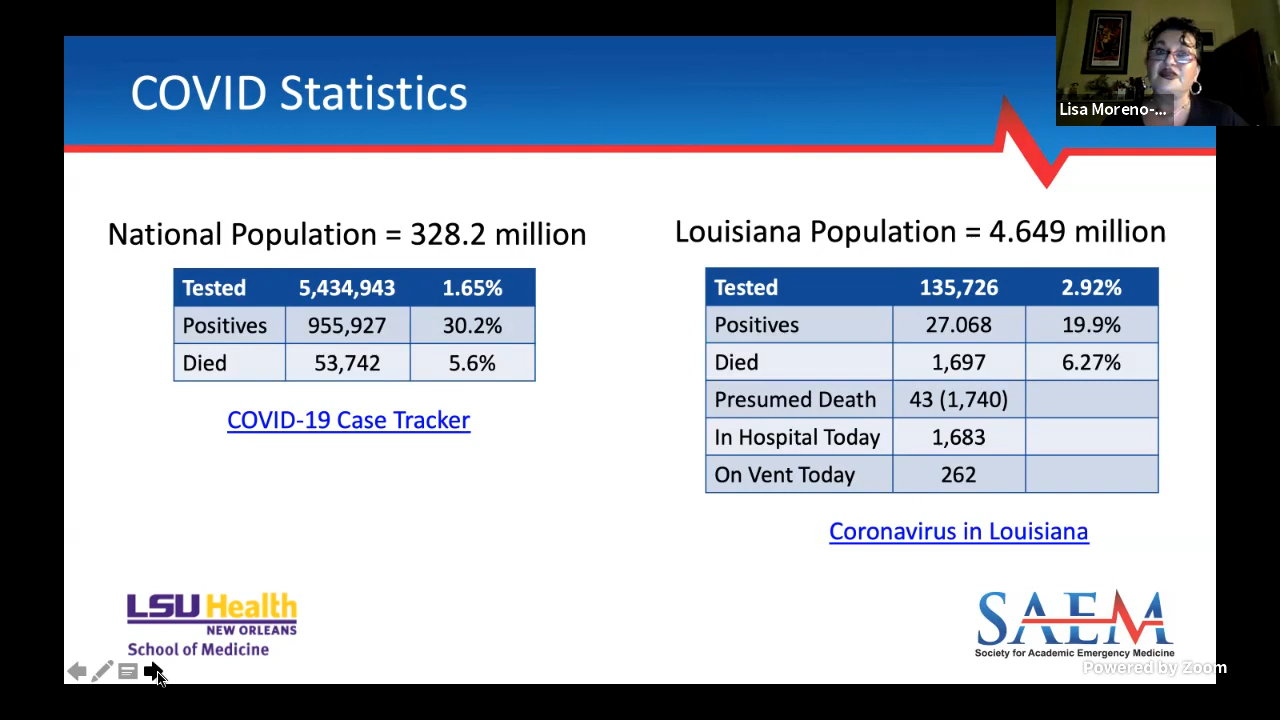 COVID Statistics
Lisa Moreno-...
National Population = 328.2 million
Tested 5,434,943 1.65%
Positives 955,927 30.2%
Died 53,742 5.6%
COVID-19 Case Tracker
Louisiana Population = 4.649 million
Tested 135,726 2.92%
Positives 27.068 19.9%
Died 1,697 6.27%
Presumed Death 43 (1,740)
In Hospital Today 1,683
On Vent Today 262
Coronavirus in Louisiana
LSU Health
NEW ORLEANS
School of Medicine
SAEM
Society for Academic Emergency Medicine
Powered by Zoom